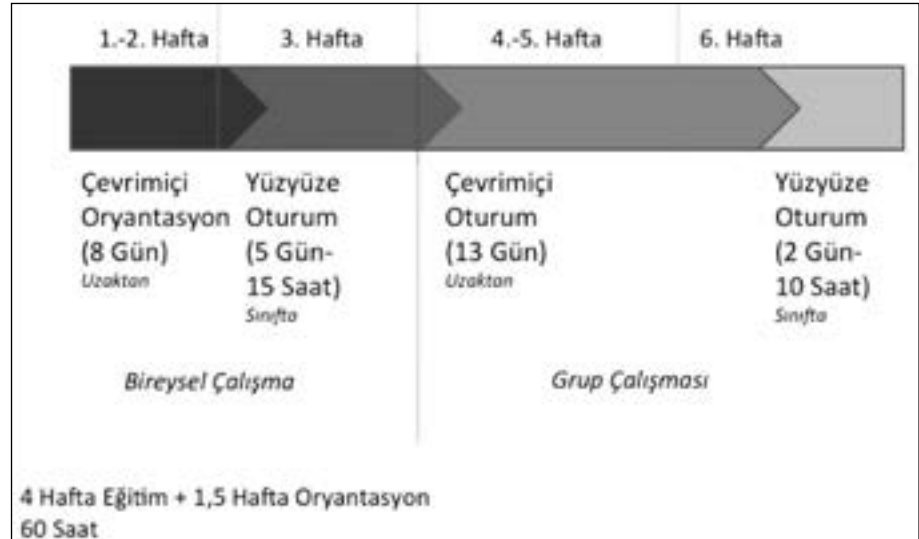 1.-2. Hafta
3. Hafta
4.-5. Hafta
6. Hafta
Çevrimiçi
Oryantasyon
(8 Gün)
Uzaktan
Yüzyüze
Oturum
(5 Gün-
15 Saat)
Sınıfta
Çevrimiçi
Oturum
(13 Gün)
Uzaktan
Yüzyüze
Oturum
(2 Gün-
10 Saat)
Sınıfta
Bireysel Çalışma
Grup Çalışması
4 Hafta Eğitim + 1,5 Hafta Oryantasyon
60 Saat